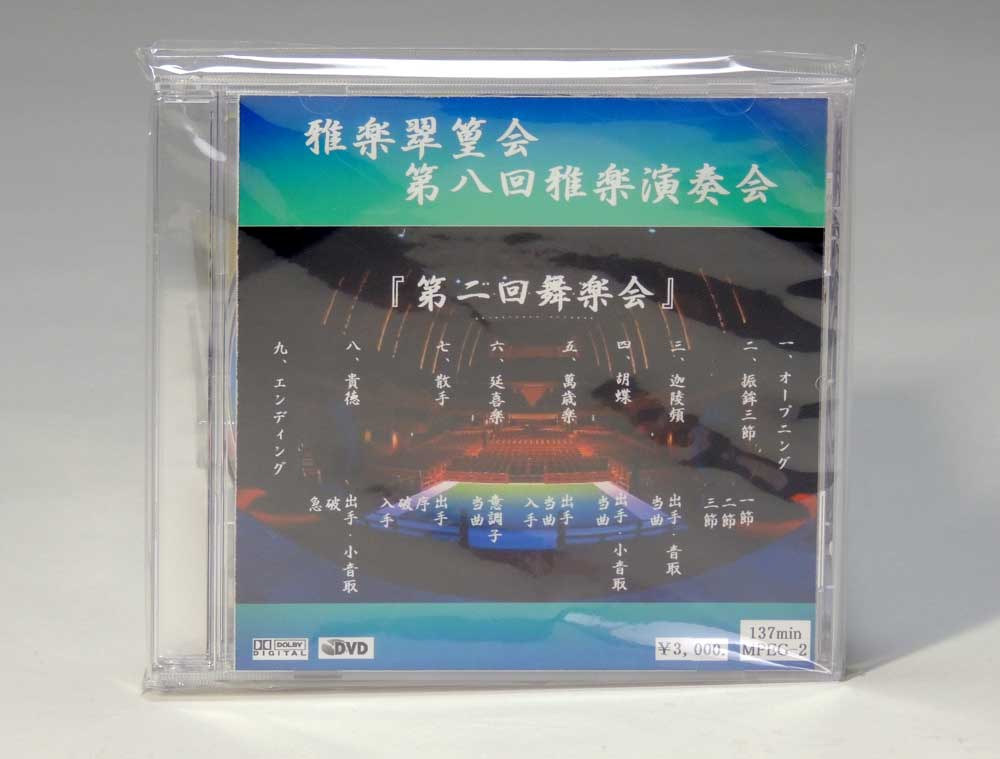 雅楽翠篁会
第八回雅楽演奏会
『第二回舞楽会』
一、オープニング
二、振鉾三節
一節
二節
三節
三、迦陵頻
出手・音取
当曲
四、胡蝶
出手・小音取
当曲
五、萬歳楽
出手
当曲
入手
六、延喜楽
意調子
当曲
七、散手
出手
序
破
入手
八、貴徳
出手・小音取
破
急
九、エンディング
DOLBY
DIGITAL
DVD
￥3,000.
137min
MPEG-2